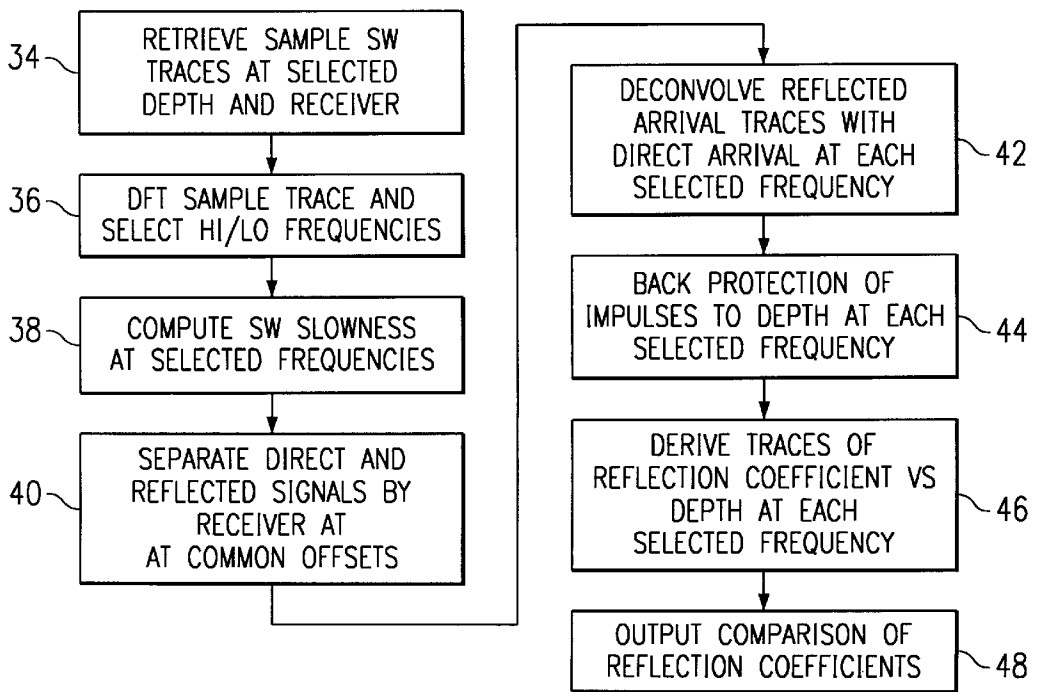 34
RETRIEVE SAMPLE SW
TRACES AT SELECTED
DEPTH AND RECEIVER
36
DFT SAMPLE TRACE AND
SELECT HI/LO FREQUENCIES
38
COMPUTE SW SLOWNESS
AT SELECTED FREQUENCIES
40
SEPARATE DIRECT AND
REFLECTED SIGNALS BY
RECEIVER AT
AT COMMON OFFSETS
DECONVOLVE REFLECTED
ARRIVAL TRACES WITH
DIRECT ARRIVAL AT EACH
SELECTED FREQUENCY
42
BACK PROTECTION OF
IMPULSES TO DEPTH AT EACH
SELECTED FREQUENCY
44
DERIVE TRACES OF
REFLECTION COEFFICIENT VS
DEPTH AT EACH
SELECTED FREQUENCY
46
OUTPUT COMPARISON OF
REFLECTION COEFFICIENTS
48